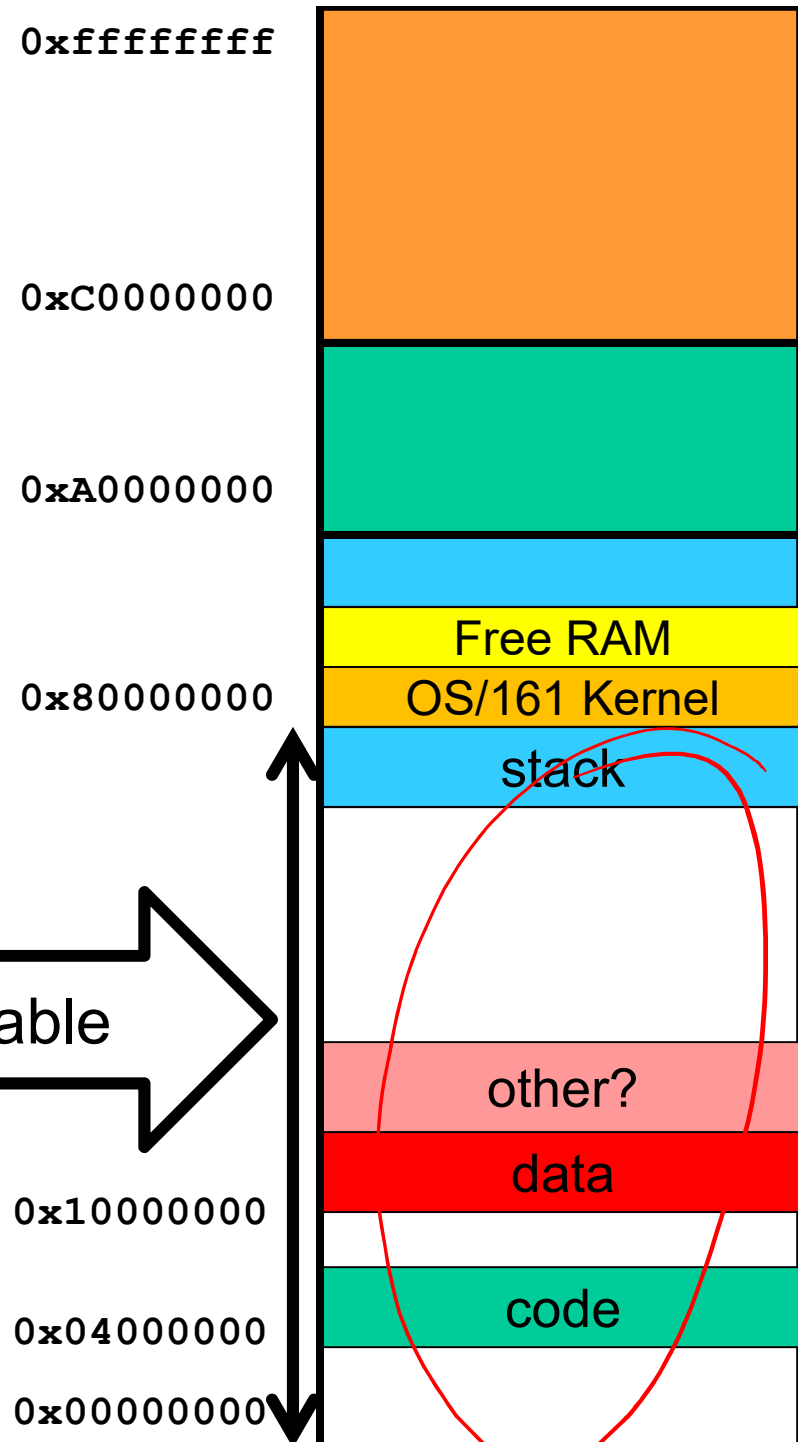 0xffffffff
0xC0000000
0xA0000000
Free RAM
0x80000000
OS/161 Kernel
stack
able
other?
data
0x10000000
code
0x04000000
0x00000000